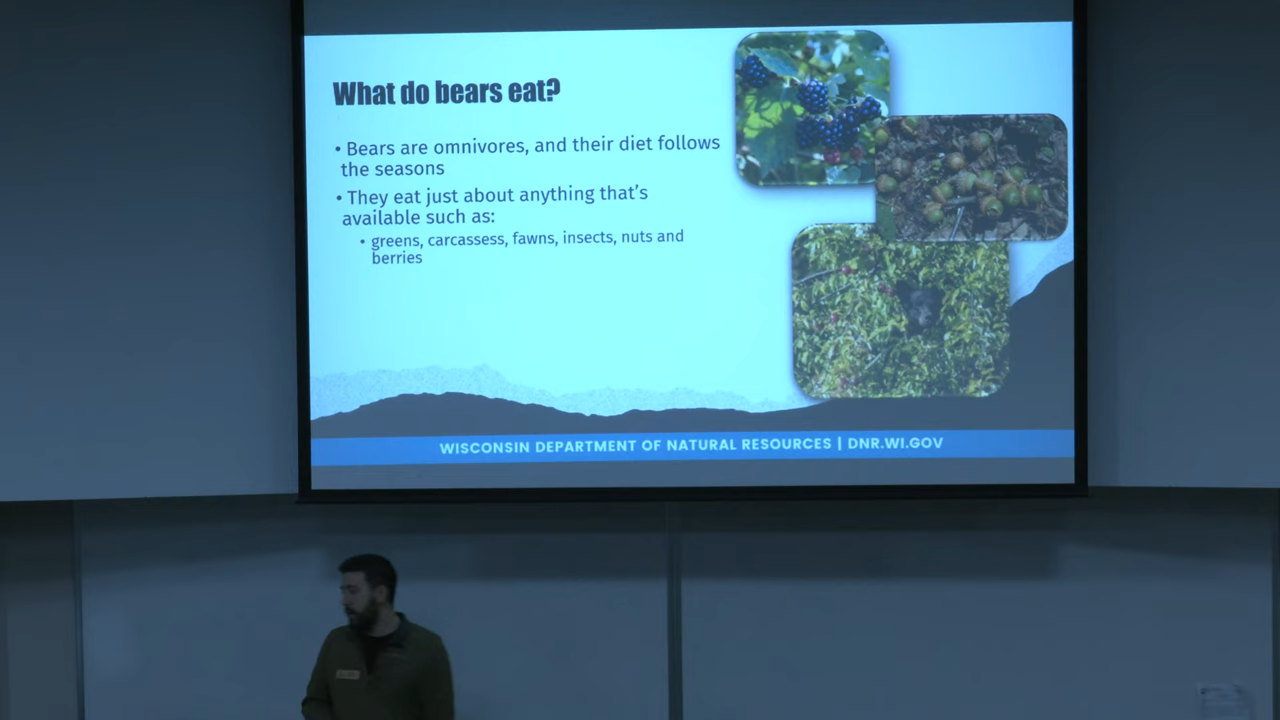 What do bears eat?
• Bears are omnivores, and their diet follows
the seasons
• They eat just about anything that's
available such as:
• greens, carcassess, fawns, insects, nuts and
berries
WISCONSIN DEPARTMENT OF NATURAL RESOURCES | DNR.WI.GOV